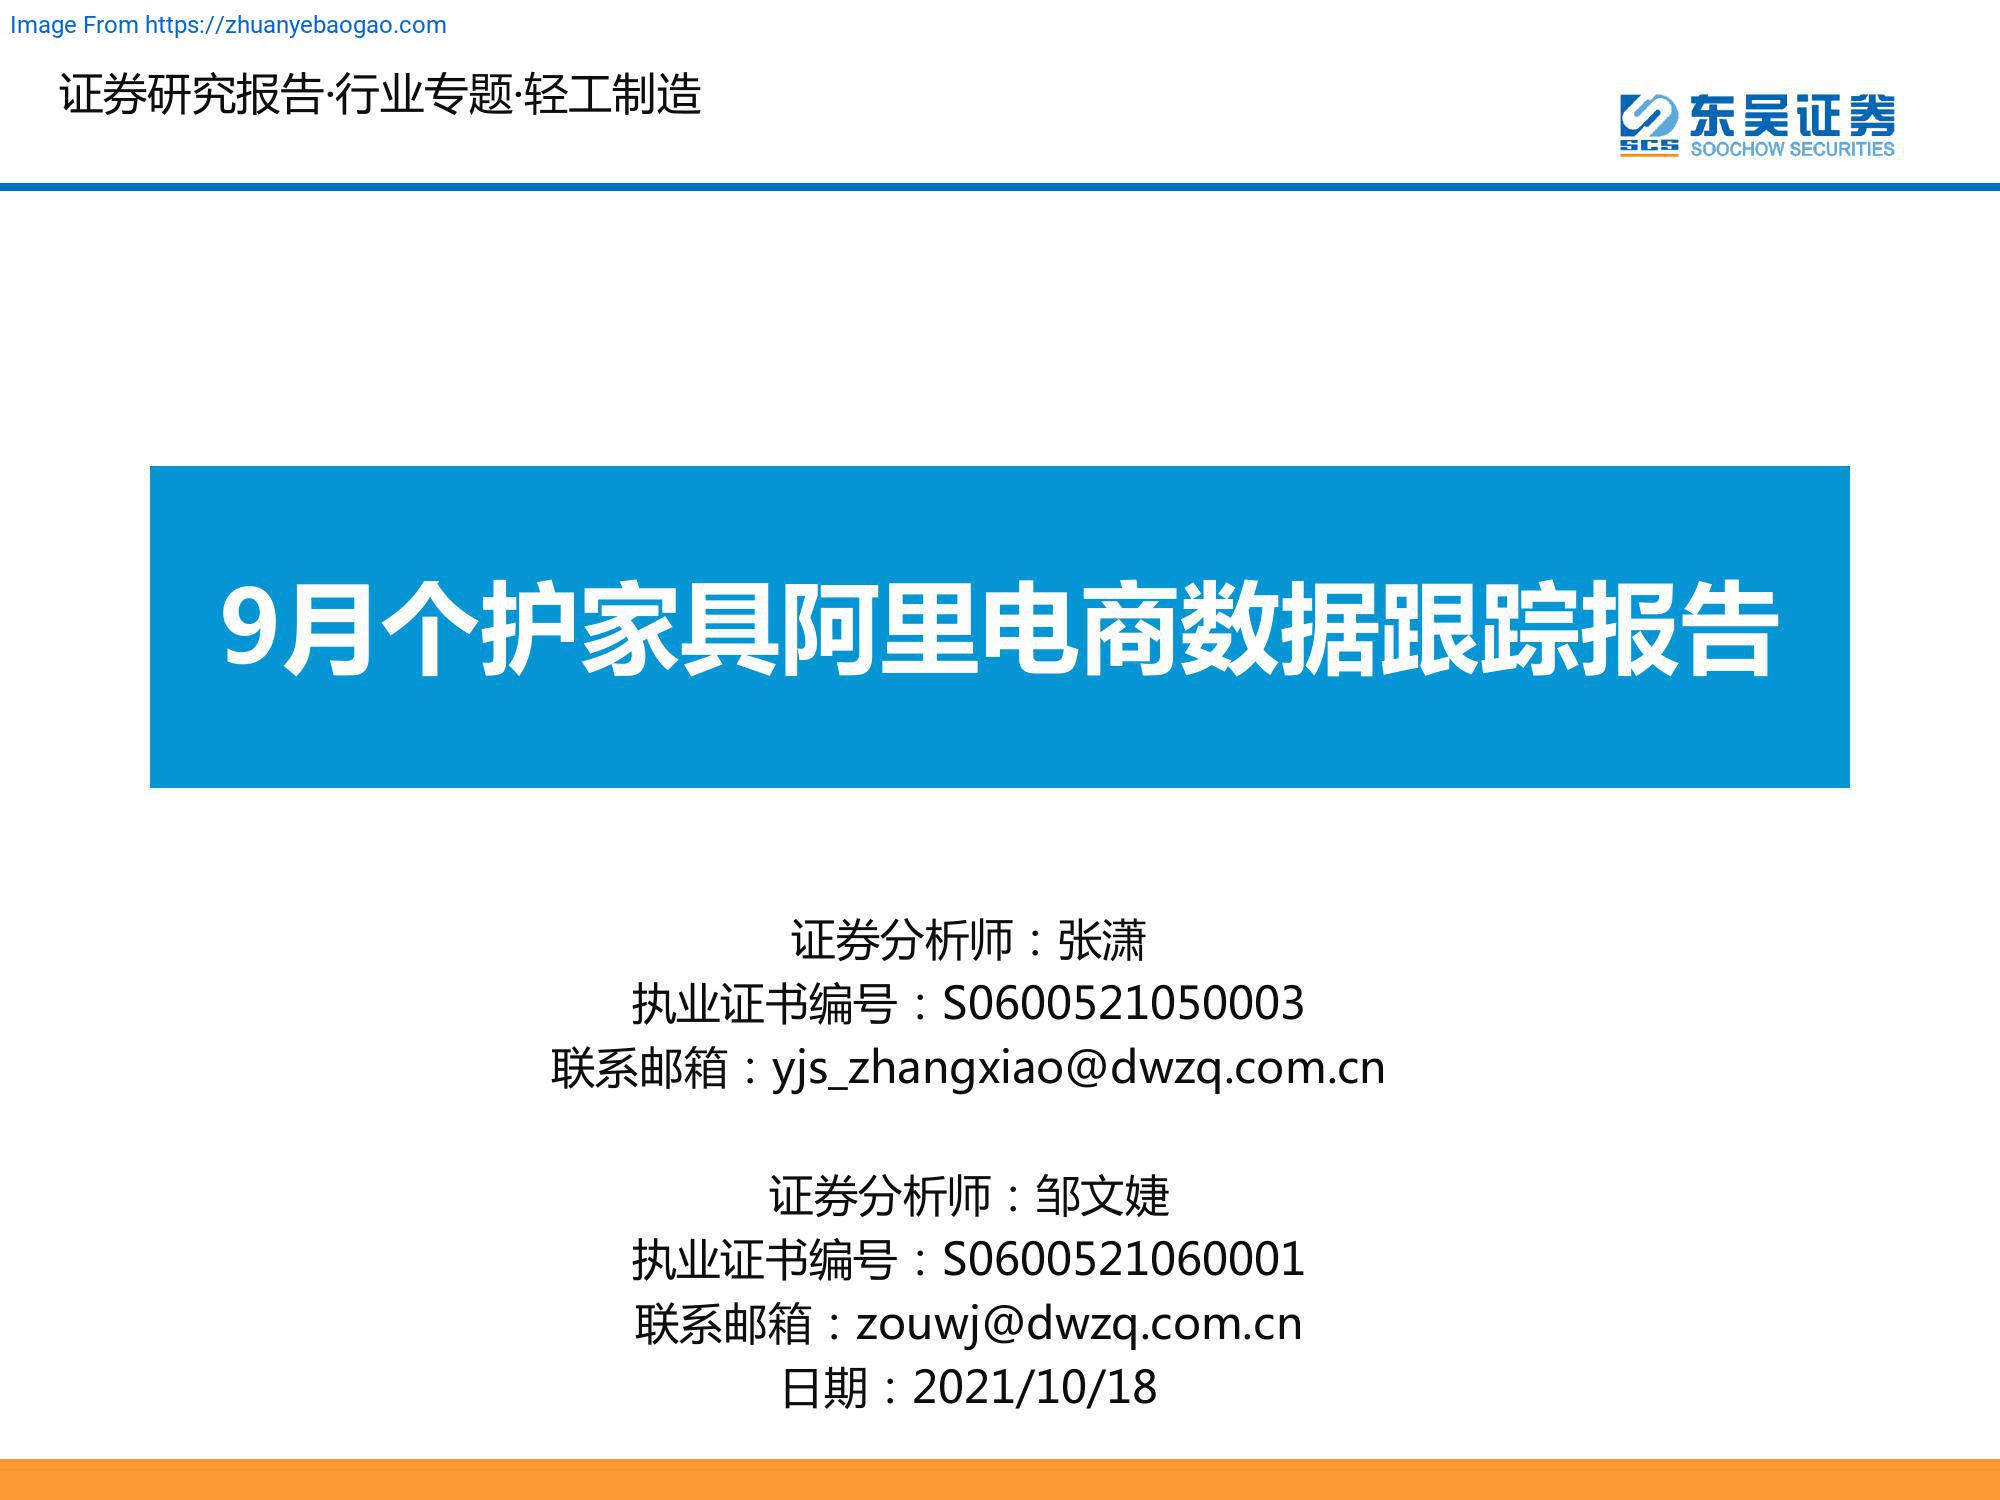 Image From https://zhuanyebaogao.com
证券研究报告·行业专题·轻工制造
东吴证券
SCS
SOOCHOW SECURITIES
9月个护家具阿里电商数据跟踪报告
证券分析师：张潇
执业证书编号：S0600521050003
联系邮箱：yjs_zhangxiao@dwzq.com.cn
证券分析师：邹文婕
执业证书编号：S0600521060001
联系邮箱：zouwj@dwzq.com.cn
日期：2021/10/18